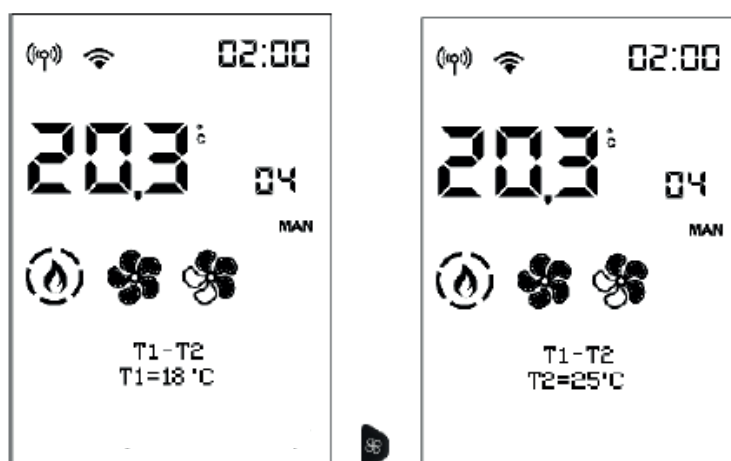 02:00
20.3 °C
04
MAN
T1-T2
T1=18 °C
02:00
20.3 °C
04
MAN
T1-T2
T2=25°C